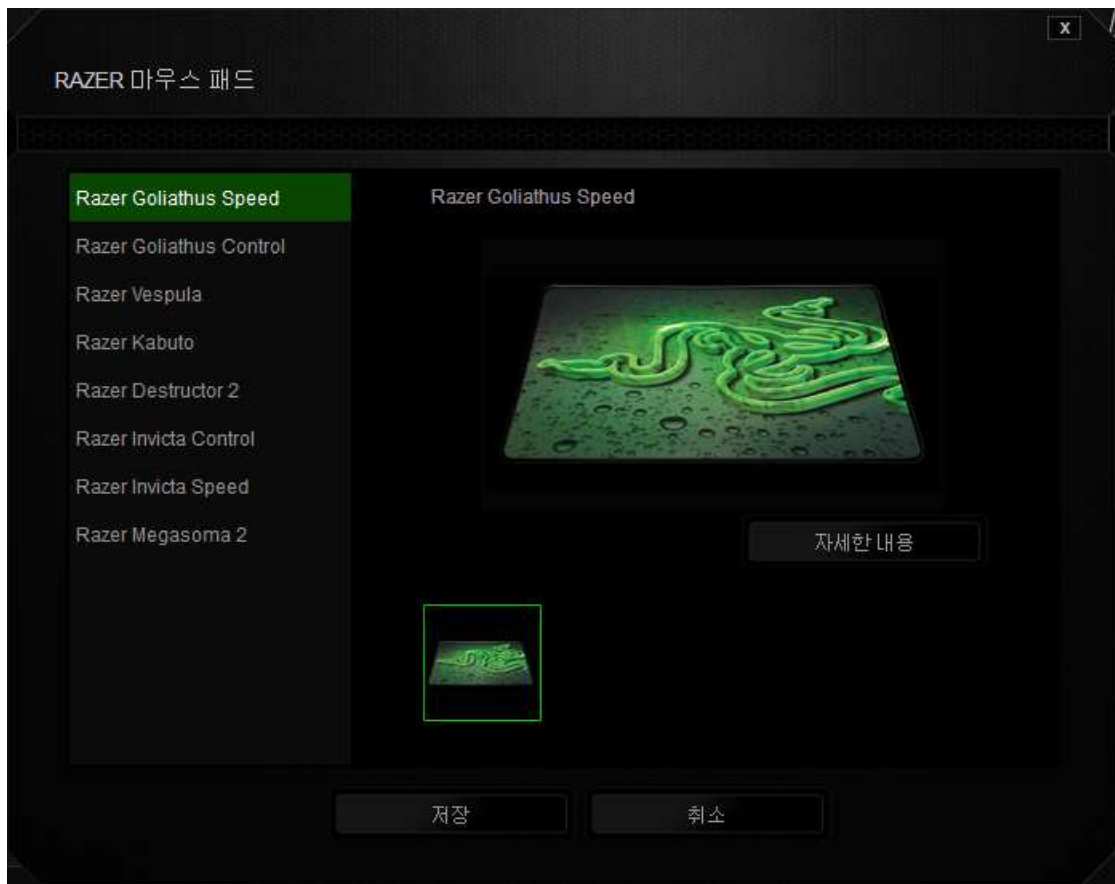 X
RAZER 마우스 패드
Razer Goliathus Speed
Razer Goliathus Control
Razer Vespula
Razer Kabuto
Razer Destructor 2
Razer Invicta Control
Razer Invicta Speed
Razer Megasoma 2
Razer Goliathus Speed
자세한 내용
저장
취소